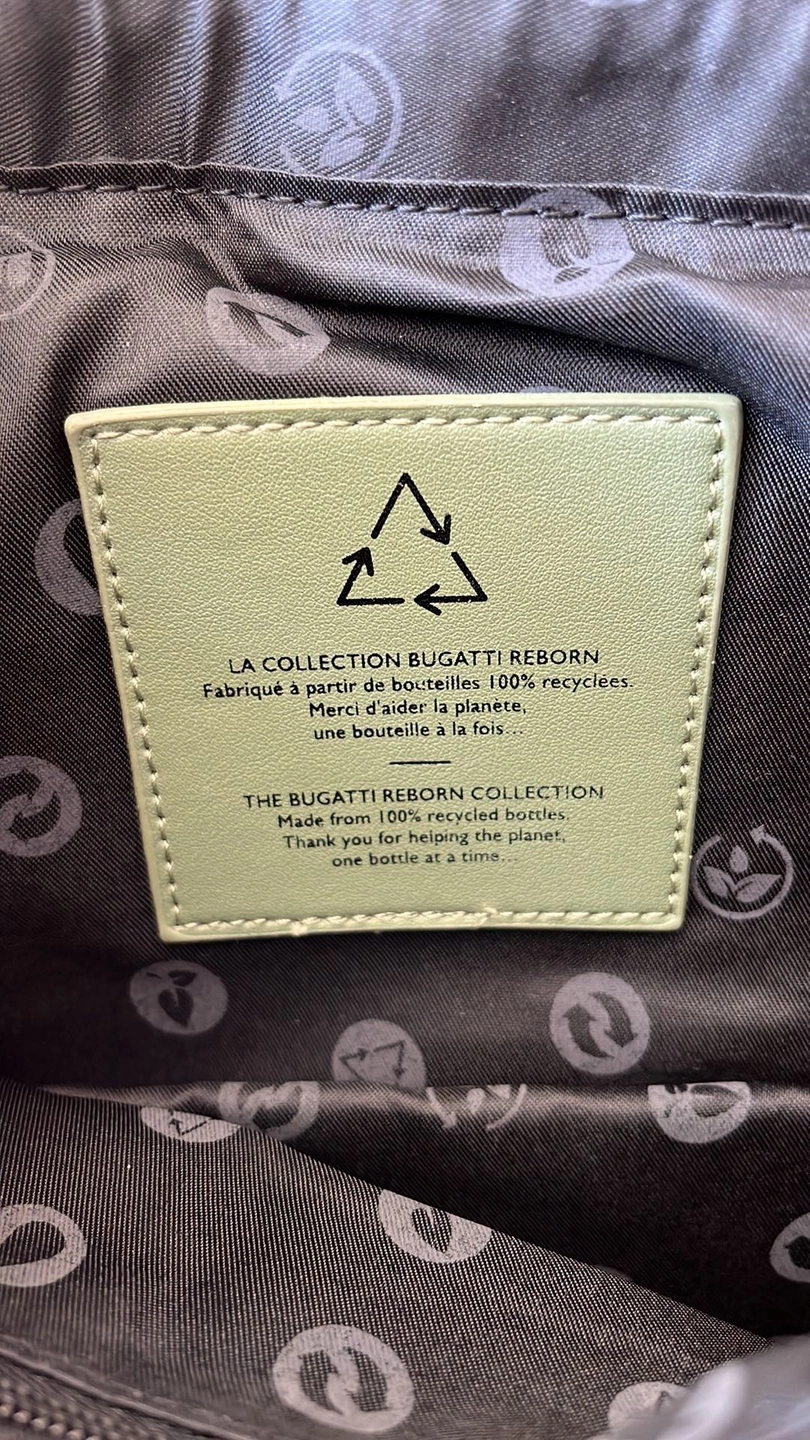 LA COLLECTION BUGATTI REBORN
Fabriqué à partir de bouteilles 100% recyclées.
Merci d'aider la planète,
une bouteille à la fois...
THE BUGATTI REBORN COLLECTION
Made from 100% recycled bottles.
Thank you for helping the planet,
one bottle at a time...